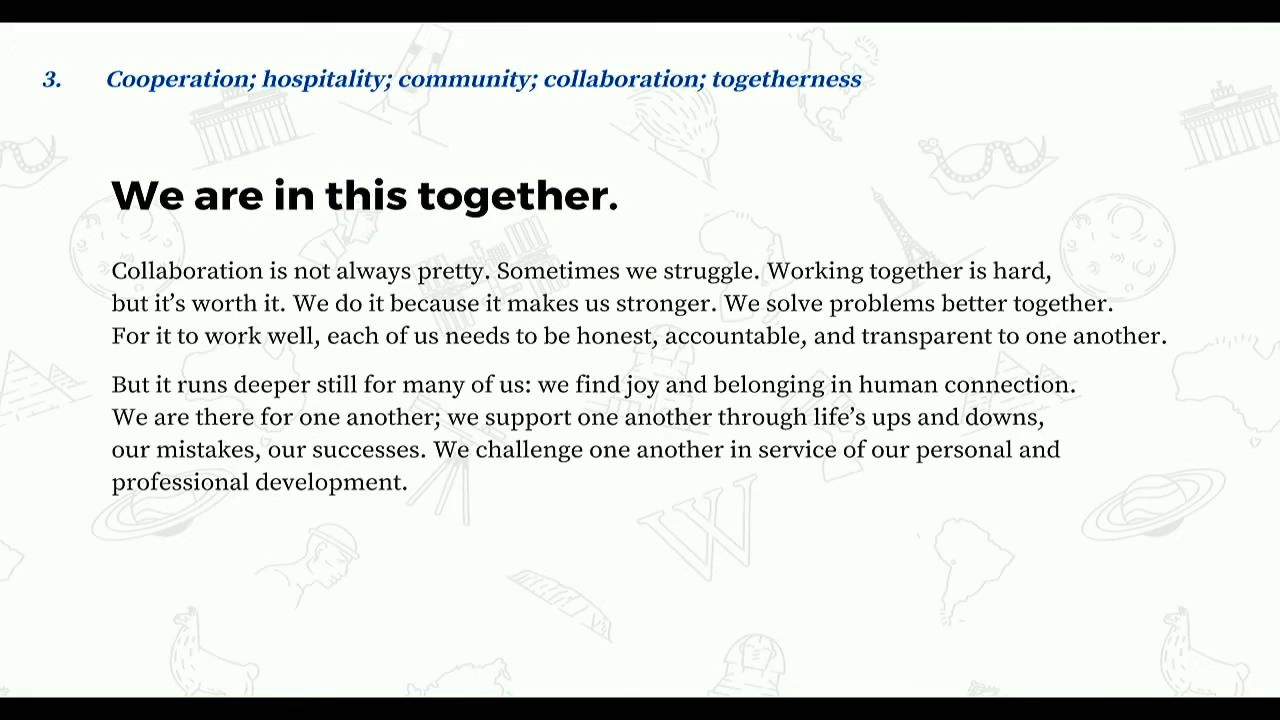 3. Cooperation; hospitality; community; collaboration; togetherness
We are in this together.
Collaboration is not always pretty. Sometimes we struggle. Working together is hard,
but it’s worth it. We do it because it makes us stronger. We solve problems better together.
For it to work well, each of us needs to be honest, accountable, and transparent to one another.
But it runs deeper still for many of us: we find joy and belonging in human connection.
We are there for one another; we support one another through life’s ups and downs,
our mistakes, our successes. We challenge one another in service of our personal and
professional development.
W